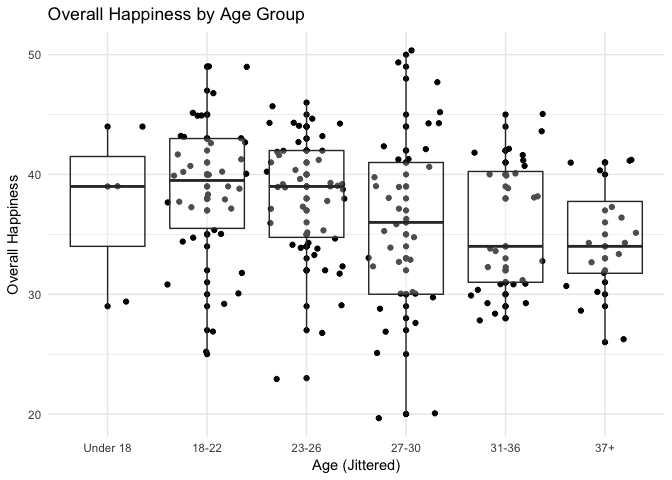 Overall Happiness by Age Group
Overall Happiness
50
40
30
20
Under 18 18-22 23-26 27-30 31-36 37+
Age (Jittered)